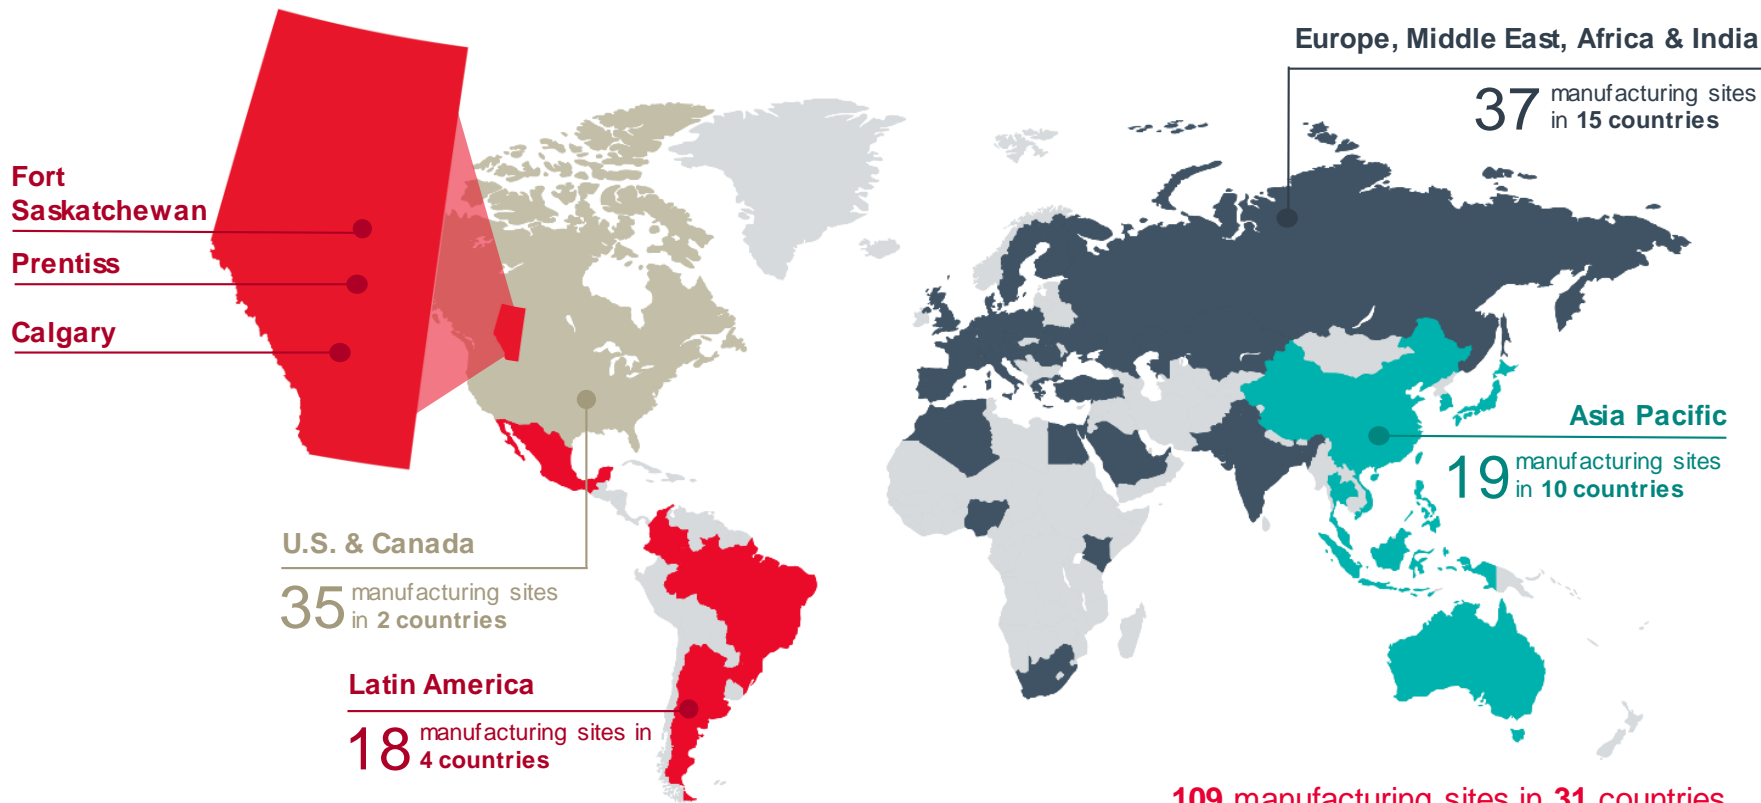 Europe, Middle East, Africa & India
37 manufacturing sites
in 15 countries
Fort
Saskatchewan
Prentiss
Calgary
Asia Pacific
19 manufacturing sites
in 10 countries
U.S. & Canada
35 manufacturing sites
in 2 countries
Latin America
18 manufacturing sites in
4 countries
109 manufacturing sites in 31 countries